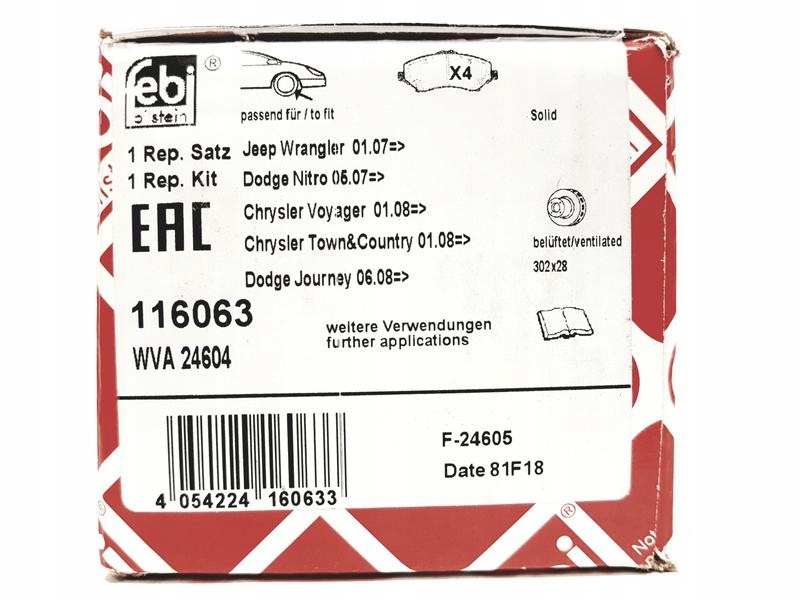 febi®
bilstein
X4
passend für / to fit
Solid
1 Rep. Satz
1 Rep. Kit
Jeep Wrangler 01.07=>
Dodge Nitro 06.07=>
Chrysler Voyager 01.08=>
Chrysler Town&Country 01.08=>
Dodge Journey 06.08=>
EAC
belüftet/ventilated
302x28
116063
WVA 24604
weitere Verwendungen
further applications
F-24605
Date 81F18
4 054224 160633